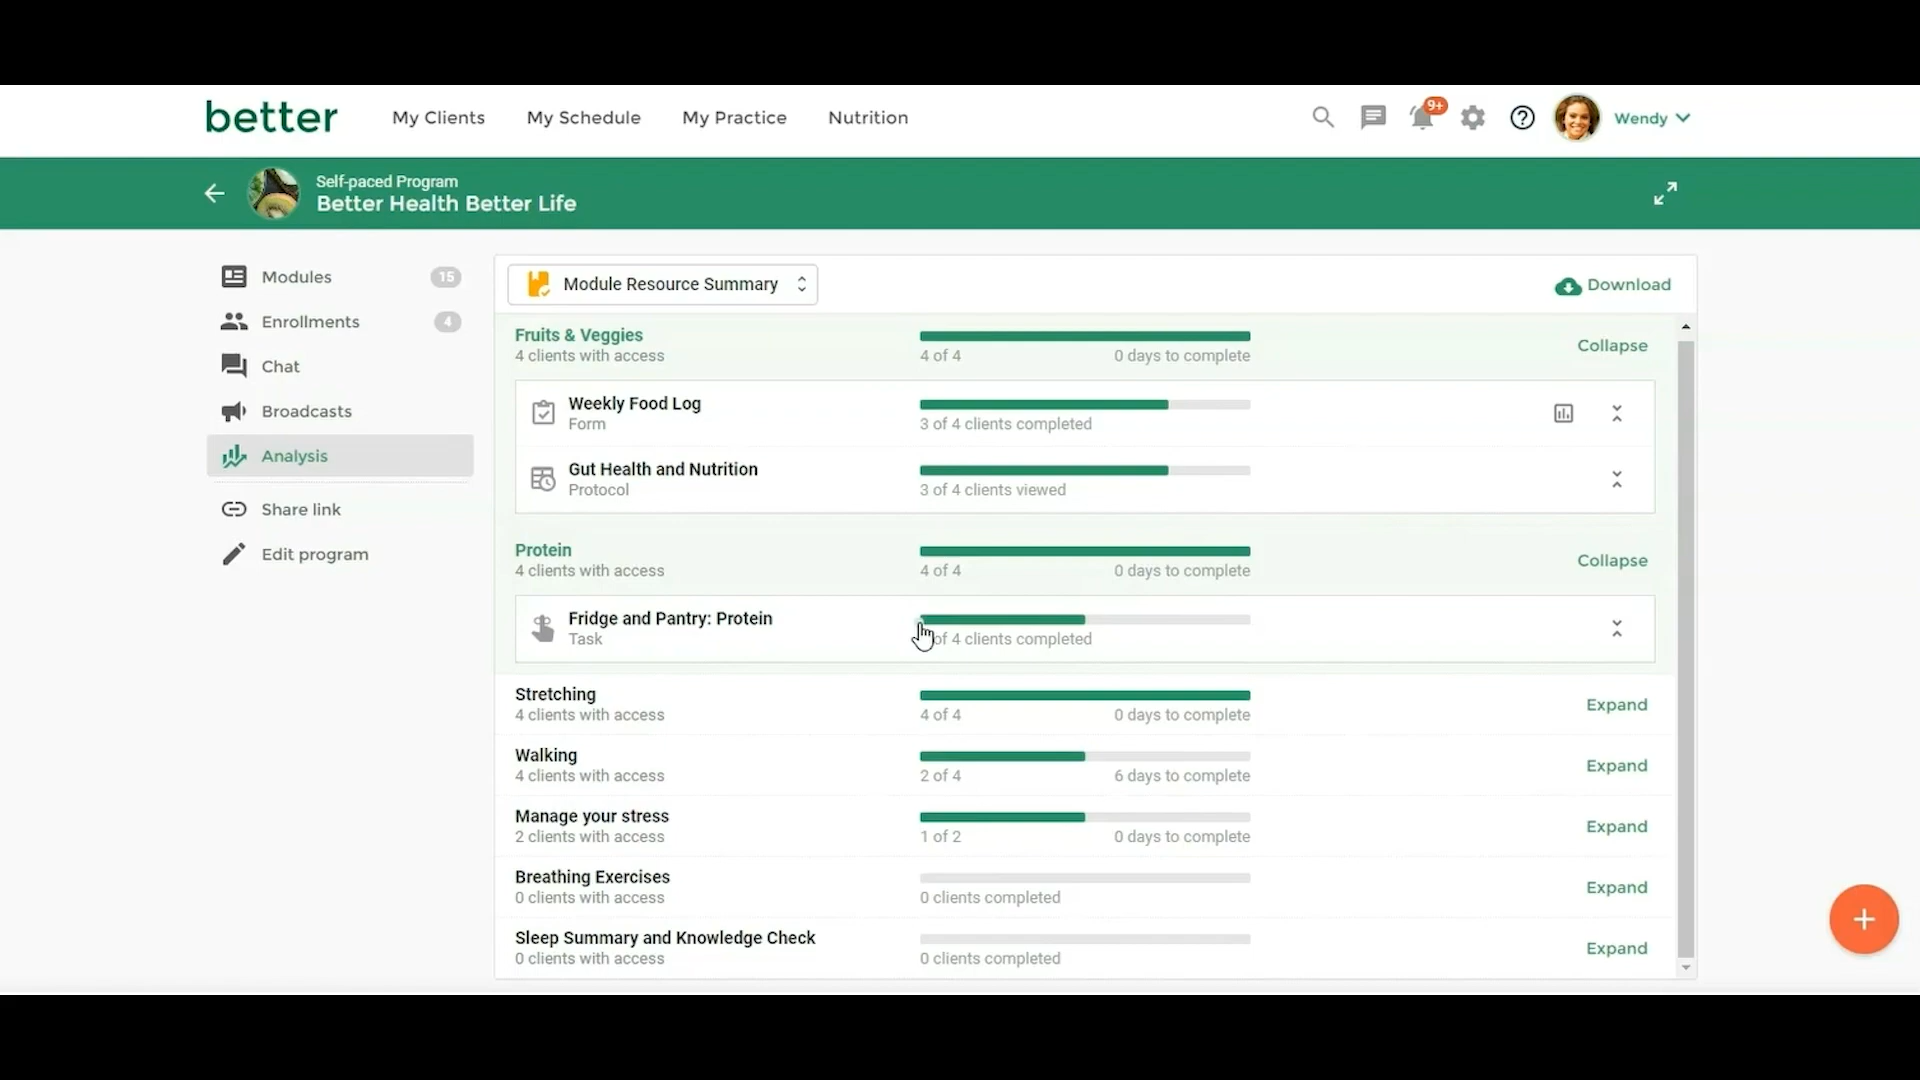 better
My Clients
My Schedule
My Practice
Nutrition
9+
Wendy
Self-paced Program
Better Health Better Life
Modules
15
Enrollments
4
Chat
Broadcasts
Analysis
Share link
Edit program
Module Resource Summary
Download
Fruits & Veggies
4 clients with access
4 of 4
0 days to complete
Collapse
Weekly Food Log
Form
3 of 4 clients completed
Gut Health and Nutrition
Protocol
3 of 4 clients viewed
Protein
4 clients with access
4 of 4
0 days to complete
Collapse
Fridge and Pantry: Protein
Task
of 4 clients completed
Stretching
4 clients with access
4 of 4
0 days to complete
Expand
Walking
4 clients with access
2 of 4
6 days to complete
Expand
Manage your stress
2 clients with access
1 of 2
0 days to complete
Expand
Breathing Exercises
0 clients with access
0 clients completed
Expand
Sleep Summary and Knowledge Check
0 clients with access
0 clients completed
Expand